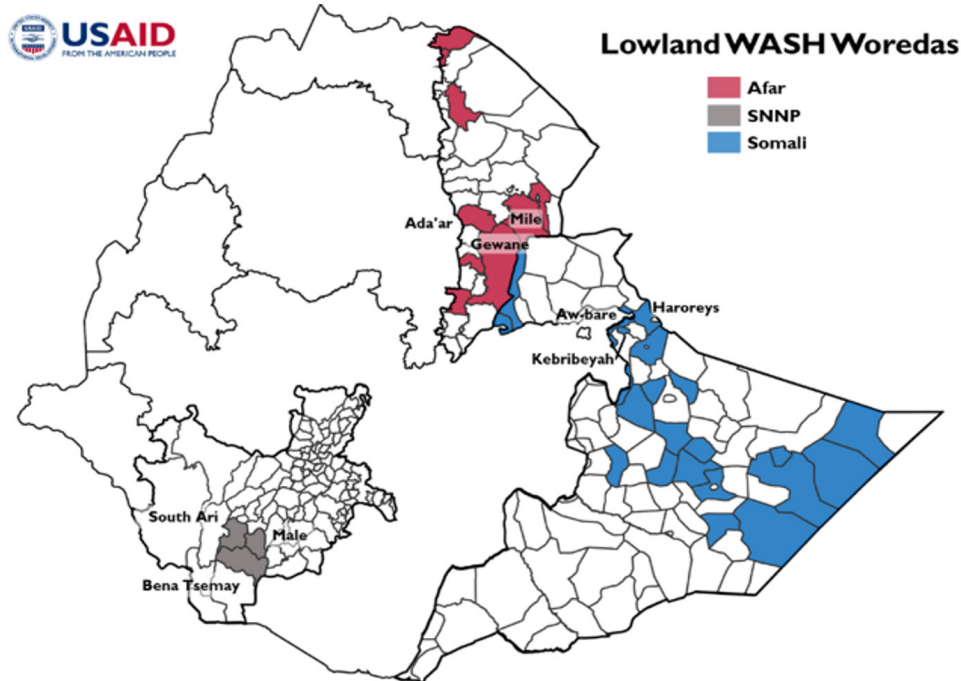 USAID
FROM THE AMERICAN PEOPLE
Lowland WASH Woredas
Afar
SNNP
Somali
Ada'ar
Mile
Gewane
Aw-bare
Haroreys
Kebribeyah
South Ari
Male
Bena Tsemay